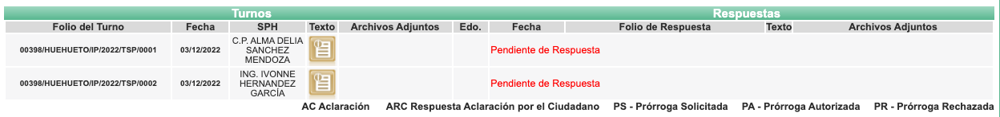 Turnos Respuestas
Folio del Turno Fecha SPH Texto Archivos Adjuntos Edo. Fecha Folio de Respuesta Texto Archivos Adjuntos
00398/HUEHUETO/IP/2022/TSP/0001 03/12/2022 C.P. ALMA DELIA
SANCHEZ
MENDOZA
Pendiente de Respuesta
00398/HUEHUETO/IP/2022/TSP/0002 03/12/2022 ING. IVONNE
HERNANDEZ
GARCÍA
Pendiente de Respuesta
AC Aclaración ARC Respuesta Aclaración por el Ciudadano PS - Prórroga Solicitada PA - Prórroga Autorizada PR - Prórroga Rechazada